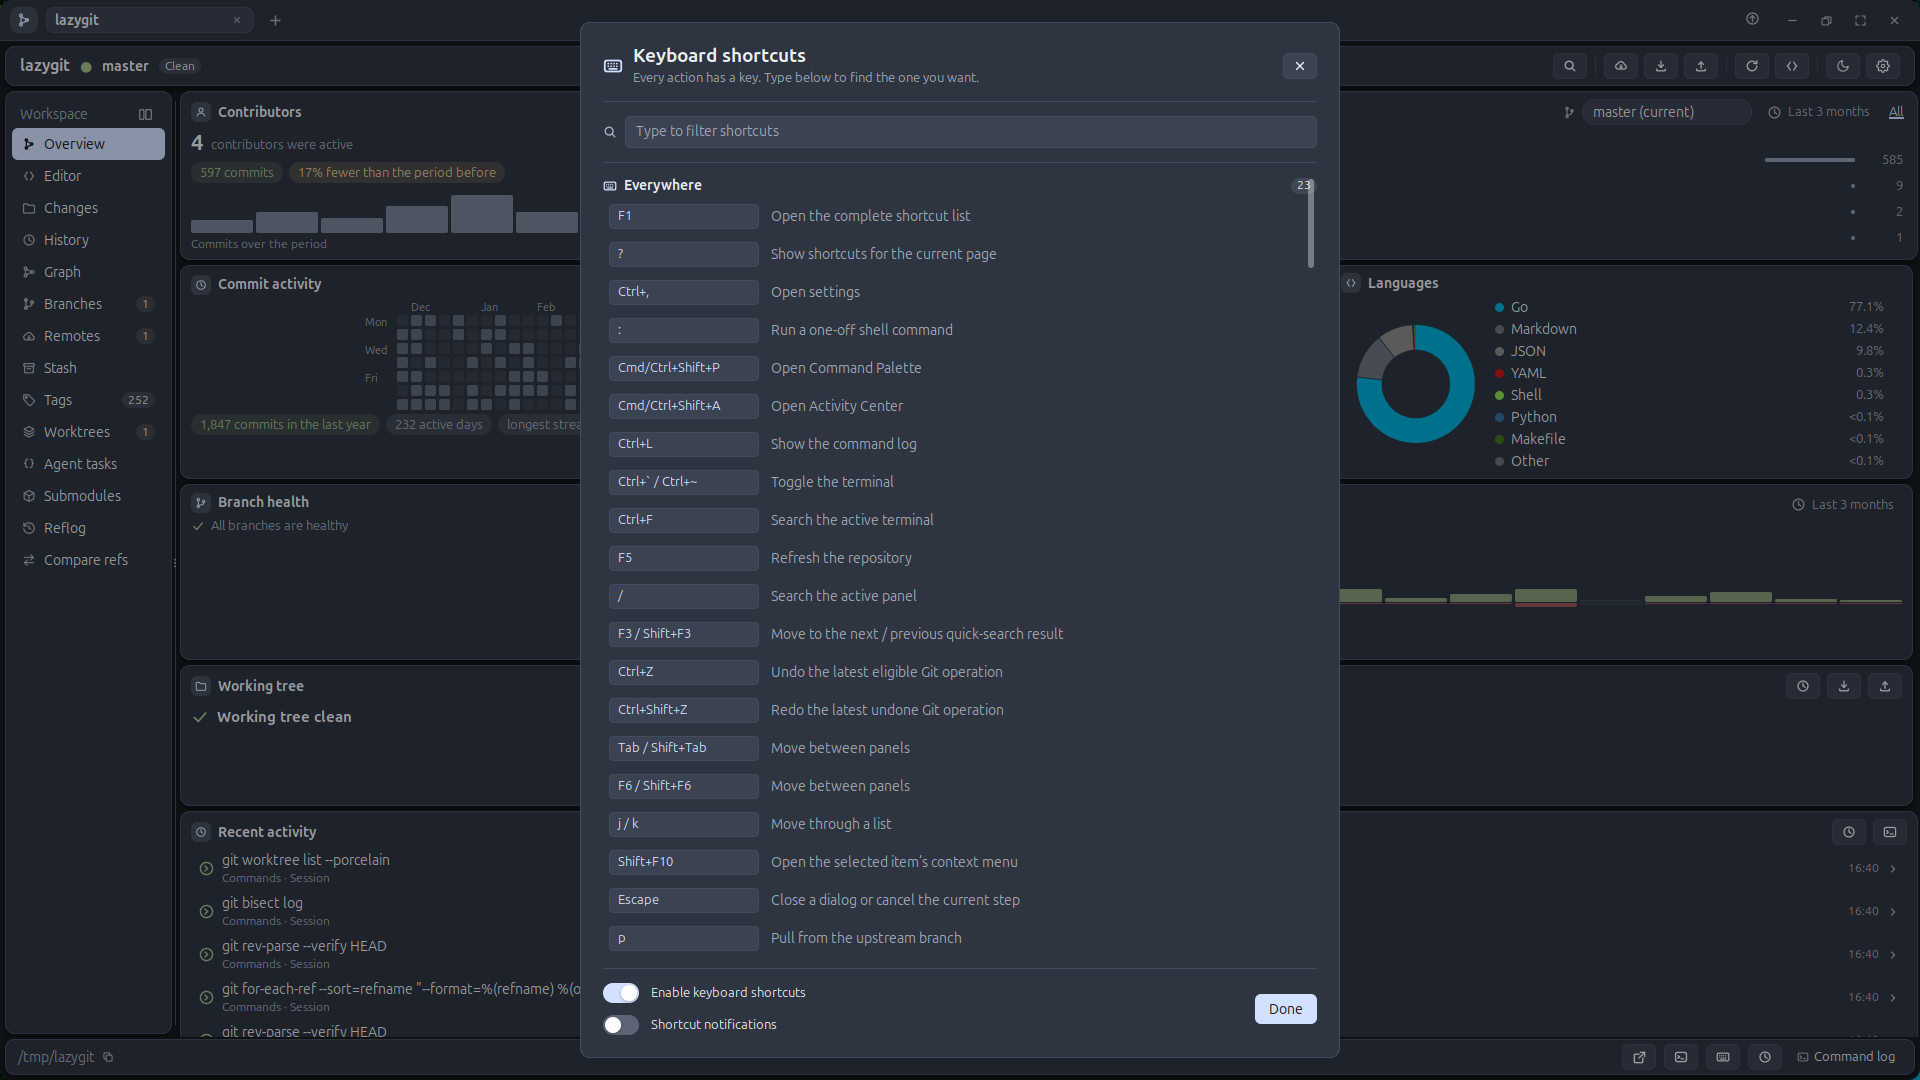 lazygit
lazygit
master
Clean
Workspace
Overview
Editor
Changes
History
Graph
Branches 1
Remotes 1
Stash
Tags 252
Worktrees 1
Agent tasks
Submodules
Reflog
Compare refs
Contributors
4 contributors were active
597 commits
17% fewer than the period before
Commits over the period
master (current)
Last 3 months
All
585
9
2
1
Commit activity
Dec Jan Feb
Mon
Wed
Fri
1,847 commits in the last year
232 active days
Languages
Go 77.1%
Markdown 12.4%
JSON 9.8%
YAML 0.3%
Shell 0.3%
Python <0.1%
Makefile <0.1%
Other <0.1%
Branch health
All branches are healthy
Last 3 months
Working tree
Working tree clean
Recent activity
git worktree list --porcelain
Commands · Session
16:40
git bisect log
Commands · Session
16:40
git rev-parse --verify HEAD
Commands · Session
16:40
git for-each-ref --sort=refname "--format=%(refname) %(o
Commands · Session
16:40
git rev-parse --verify HEAD
/tmp/lazygit
Command log
Keyboard shortcuts
Every action has a key. Type below to find the one you want.
Type to filter shortcuts
Everywhere 23
F1 Open the complete shortcut list
? Show shortcuts for the current page
Ctrl+, Open settings
: Run a one-off shell command
Cmd/Ctrl+Shift+P Open Command Palette
Cmd/Ctrl+Shift+A Open Activity Center
Ctrl+L Show the command log
Ctrl+` / Ctrl+~ Toggle the terminal
Ctrl+F Search the active terminal
F5 Refresh the repository
/ Search the active panel
F3 / Shift+F3 Move to the next / previous quick-search result
Ctrl+Z Undo the latest eligible Git operation
Ctrl+Shift+Z Redo the latest undone Git operation
Tab / Shift+Tab Move between panels
F6 / Shift+F6 Move between panels
j / k Move through a list
Shift+F10 Open the selected item’s context menu
Escape Close a dialog or cancel the current step
p Pull from the upstream branch
Enable keyboard shortcuts
Shortcut notifications
Done